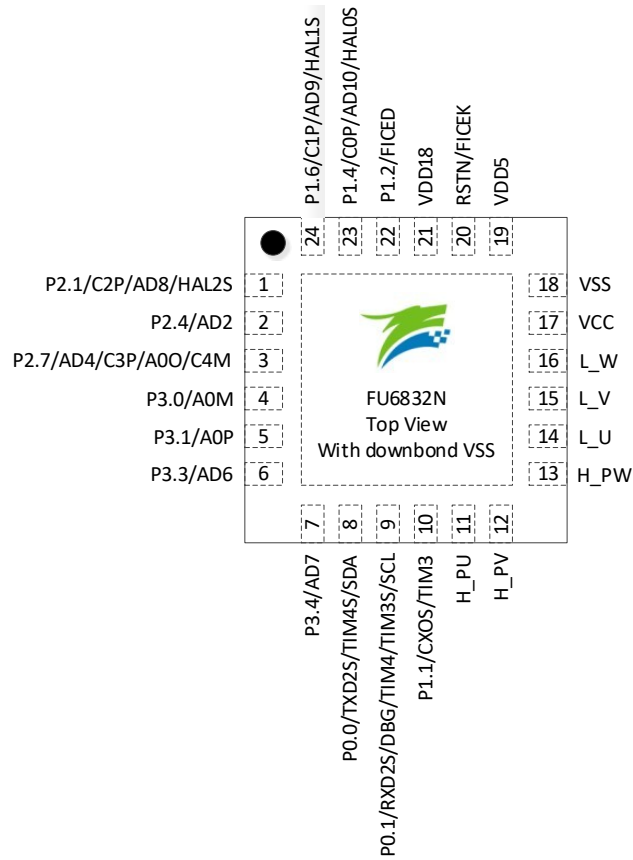 P1.6/C1P/AD9/HAL1S
P1.4/C0P/AD10/HAL0S
P1.2/FICED
VDD18
RSTN/FICEK
VDD5
24
23
22
21
20
19
P2.1/C2P/AD8/HAL2S
1
18
VSS
P2.4/AD2
2
17
VCC
P2.7/AD4/C3P/A0O/C4M
3
16
L_W
P3.0/A0M
4
15
L_V
P3.1/A0P
5
14
L_U
P3.3/AD6
6
13
H_PW
FU6832N
Top View
With downbond VSS
7
8
9
10
11
12
P3.4/AD7
P0.0/TXD2S/TIM4S/SDA
P0.1/RXD2S/DBG/TIM4/TIM3S/SCL
P1.1/CXOS/TIM3
H_PU
H_PV